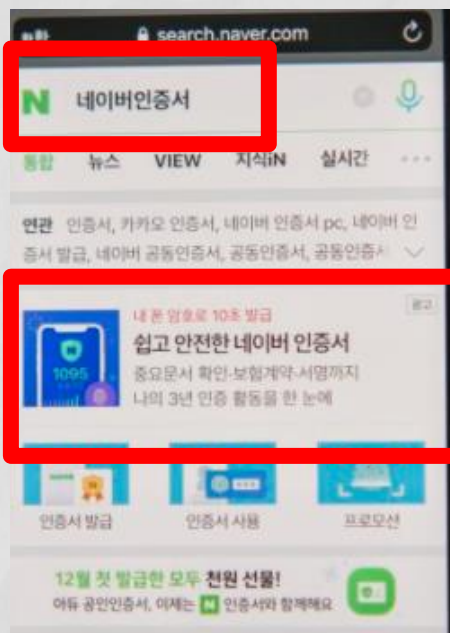 search.naver.com
N 네이버인증서
통합 뉴스 VIEW 지식iN 실시간
연관 인증서, 카카오 인증서, 네이버 인증서 pc, 네이버 인
증서 발급, 네이버 공동인증서, 공동인증서, 공동인증서
광고
내 폰 암호로 10초 발급
쉽고 안전한 네이버 인증서
중요문서 확인·보험계약·서명까지
나의 3년 인증 활동을 한 눈에
1095
인증서 발급 인증서 사용 프로모션
12월 첫 발급한 모두 천원 선물!
아듀 공인인증서, 이제는 N 인증서와 함께해요